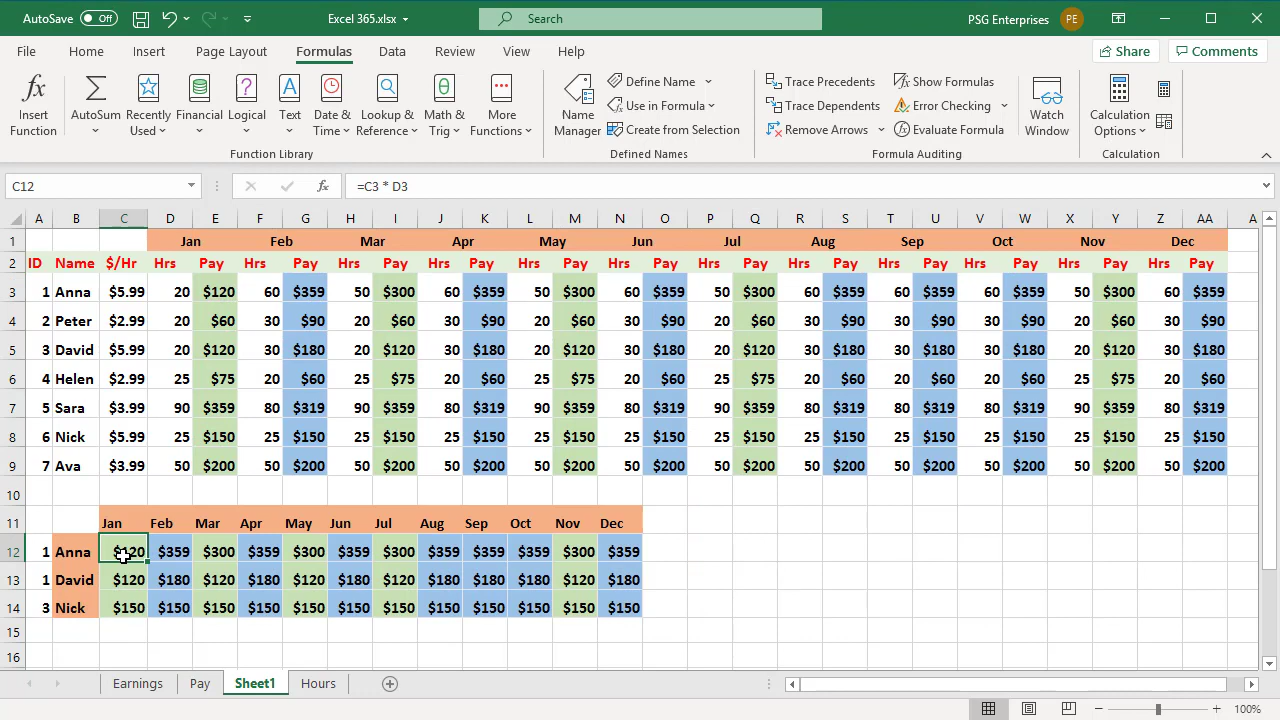 AutoSave Off Excel 365.xlsx Search PSG Enterprises PE
File Home Insert Page Layout Formulas Data Review View Help Share Comments
fx Insert Function AutoSum Recently Used Financial Logical Text Date & Time Lookup & Reference Math & Trig More Functions
Name Manager Define Name Use in Formula Create from Selection
Trace Precedents Trace Dependents Remove Arrows Show Formulas Error Checking Evaluate Formula Watch Window Calculation Options
Function Library Defined Names Formula Auditing Calculation
C12 fx =C3 * D3
A B C D E F G H I J K L M N O P Q R S T U V W X Y Z AA A
1 Jan Feb Mar Apr May Jun Jul Aug Sep Oct Nov Dec
2 ID Name $/Hr Hrs Pay Hrs Pay Hrs Pay Hrs Pay Hrs Pay Hrs Pay Hrs Pay Hrs Pay Hrs Pay Hrs Pay Hrs Pay Hrs Pay
3 1 Anna $5.99 20 $120 60 $359 50 $300 60 $359 50 $300 60 $359 50 $300 60 $359 60 $359 60 $359 50 $300 60 $359
4 2 Peter $2.99 20 $60 30 $90 20 $60 30 $90 20 $60 30 $90 20 $60 30 $90 30 $90 30 $90 20 $60 30 $90
5 3 David $5.99 20 $120 30 $180 20 $120 30 $180 20 $120 30 $180 20 $120 30 $180 30 $180 30 $180 20 $120 30 $180
6 4 Helen $2.99 25 $75 20 $60 25 $75 20 $60 25 $75 20 $60 25 $75 20 $60 20 $60 20 $60 25 $75 20 $60
7 5 Sara $3.99 90 $359 80 $319 90 $359 80 $319 90 $359 80 $319 90 $359 80 $319 80 $319 80 $319 90 $359 80 $319
8 6 Nick $5.99 25 $150 25 $150 25 $150 25 $150 25 $150 25 $150 25 $150 25 $150 25 $150 25 $150 25 $150 25 $150
9 7 Ava $3.99 50 $200 50 $200 50 $200 50 $200 50 $200 50 $200 50 $200 50 $200 50 $200 50 $200 50 $200 50 $200
10
11 Jan Feb Mar Apr May Jun Jul Aug Sep Oct Nov Dec
12 1 Anna $120 $359 $300 $359 $300 $359 $300 $359 $359 $359 $300 $359
13 1 David $120 $180 $120 $180 $120 $180 $120 $180 $180 $180 $120 $180
14 3 Nick $150 $150 $150 $150 $150 $150 $150 $150 $150 $150 $150 $150
15
16
Earnings Pay Sheet1 Hours
100%